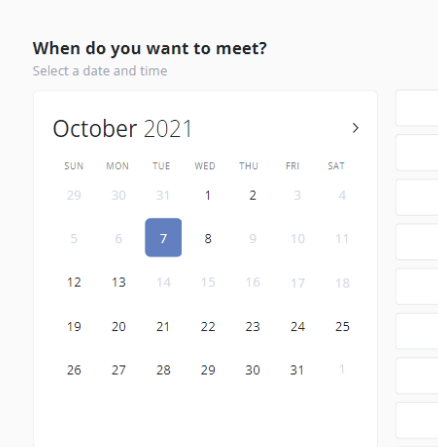 When do you want to meet?
Select a date and time
October 2021 >
SUN MON TUE WED THU FRI SAT
29 30 31 1 2 3 4
5 6 7 8 9 10 11
12 13 14 15 16 17 18
19 20 21 22 23 24 25
26 27 28 29 30 31 1